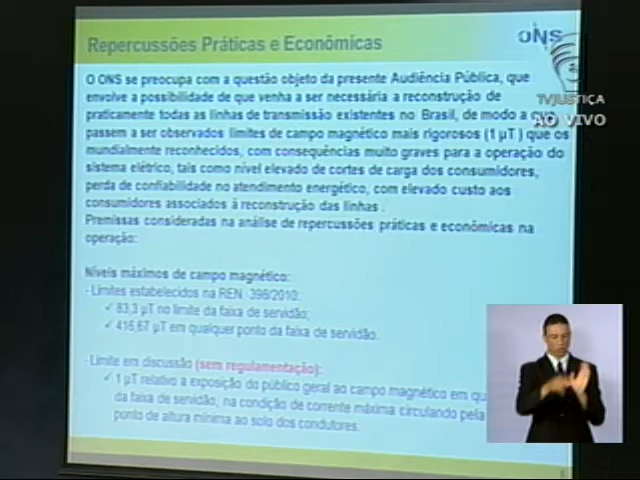 Repercussões Práticas e Econômicas
ONS
TVJUSTIÇA
AO VIVO
O ONS se preocupa com a questão objeto da presente Audiência Pública, que
envolve a possibilidade de que venha a ser necessária a reconstrução de
praticamente todas as linhas de transmissão existentes no Brasil, de modo a
passem a ser observados limites de campo magnético mais rigorosos (1 µT ) que os
mundialmente reconhecidos, com consequências muito graves para a operação do
sistema elétrico, tais como nível elevado de cortes de carga dos consumidores,
perda de confiabilidade no atendimento energético, com elevado custo aos
consumidores associados à reconstrução das linhas .
Premissas consideradas na análise de repercussões práticas e econômicas na
operação:
Níveis máximos de campo magnético:
- Limites estabelecidos na REN 398/2010:
✓ 83,3 µT no limite da faixa de servidão;
✓ 416,67 µT em qualquer ponto da faixa de servidão.
- Limite em discussão (sem regulamentação):
✓ 1 µT relativo a exposição do público geral ao campo magnético em
da faixa de servidão, na condição de corrente máxima circulando pela
ponto de altura mínima ao solo dos condutores.